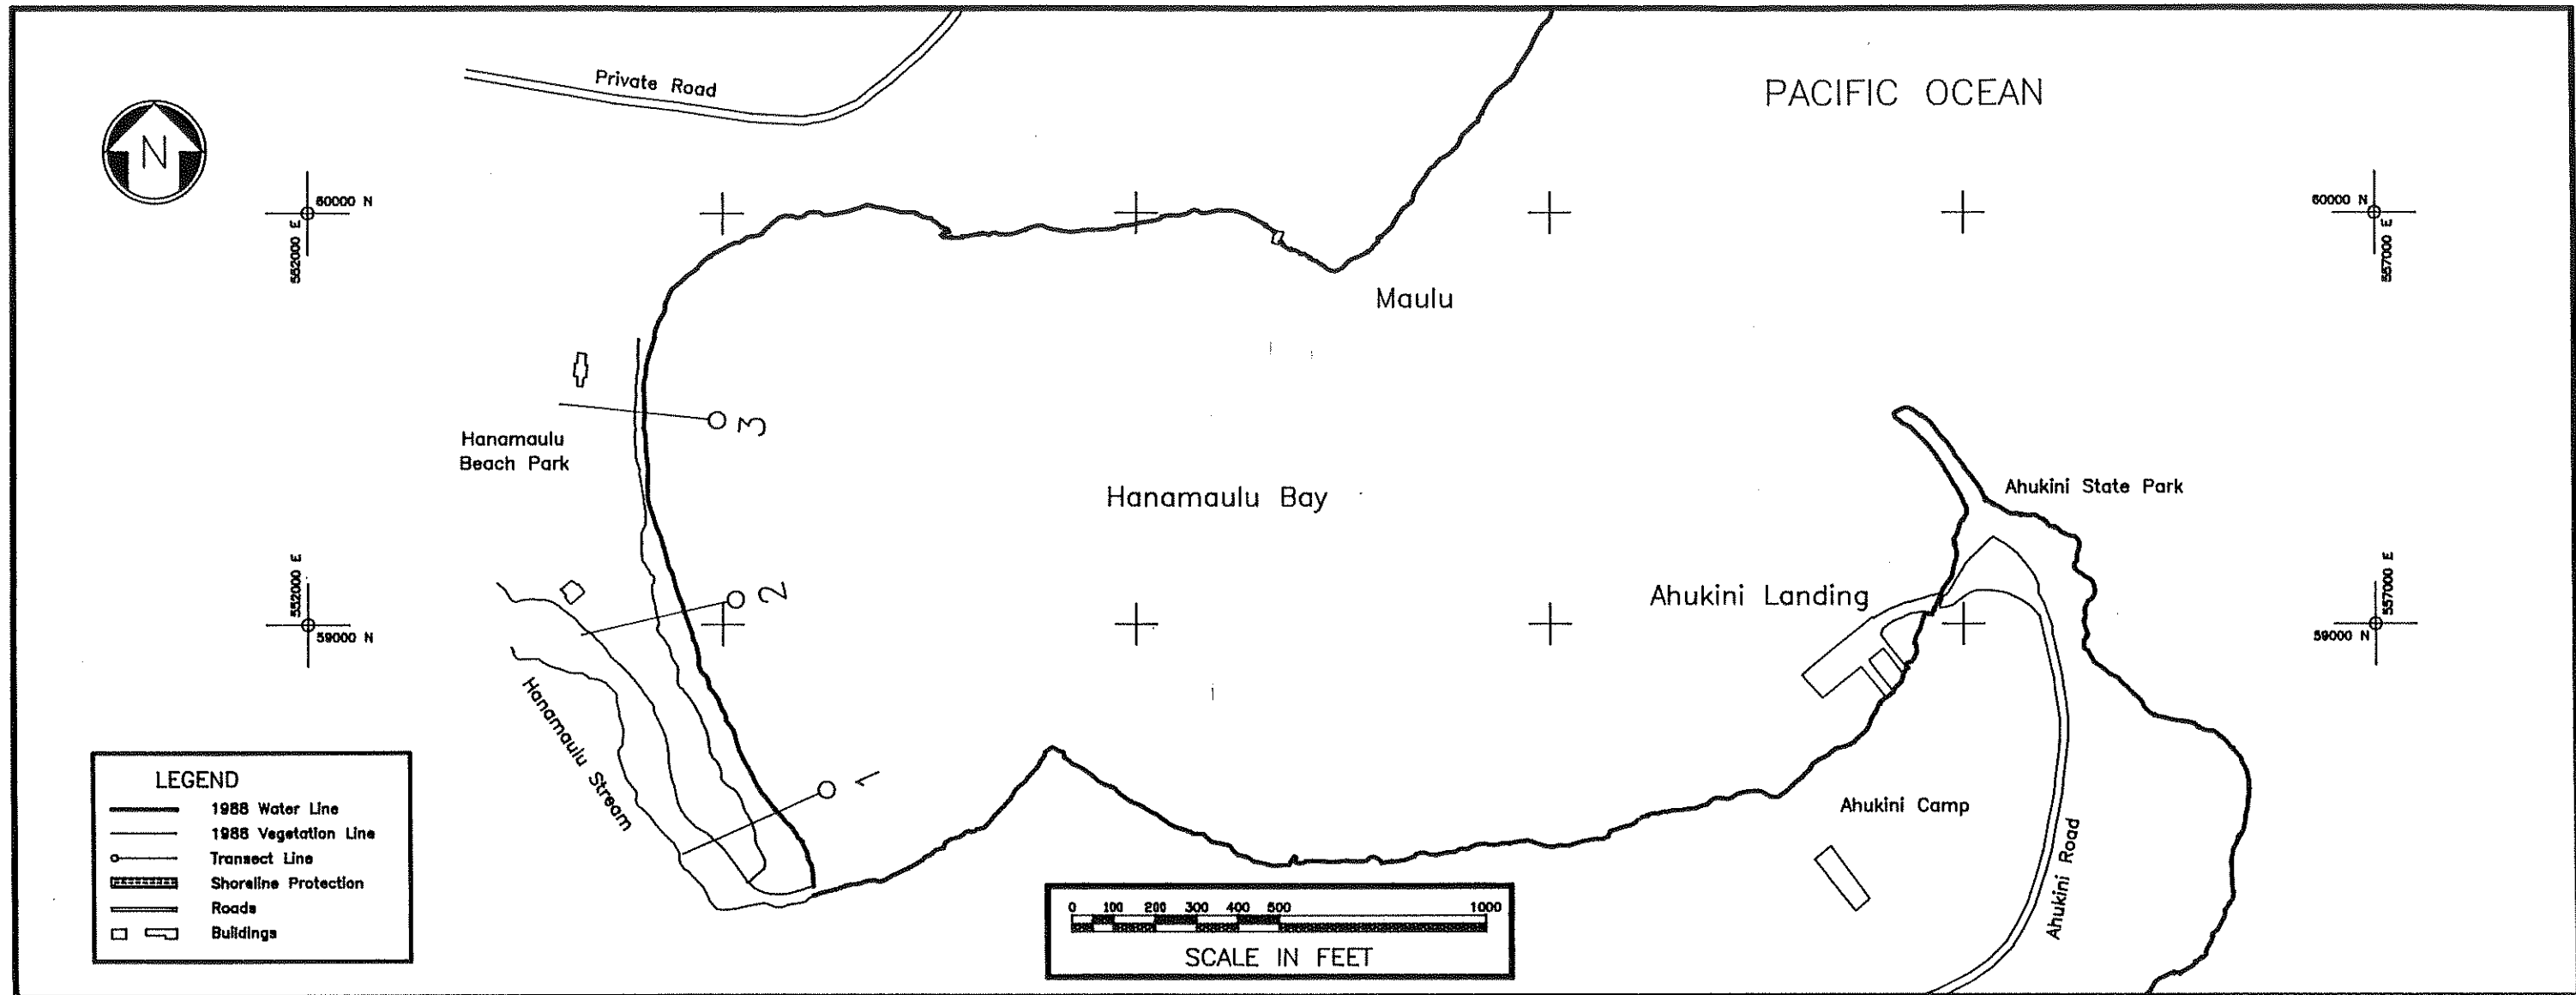 Private Road
PACIFIC OCEAN
N
60000 N
552000 E
60000 N
557000 E
Maulu
3
Hanamaulu
Beach Park
Hanamaulu Bay
Ahukini State Park
552000 E
59000 N
2
Ahukini Landing
557000 E
59000 N
Hanamaulu Stream
1
Ahukini Camp
Ahukini Road
LEGEND
1988 Water Line
1988 Vegetation Line
Transect Line
Shoreline Protection
Roads
Buildings
0 100 200 300 400 500 1000
SCALE IN FEET